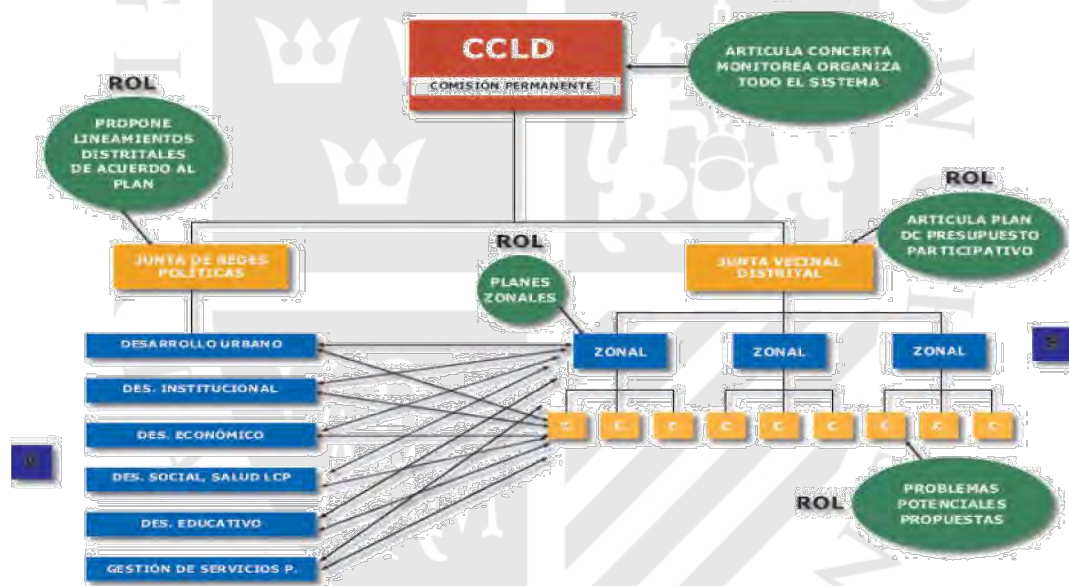 CCLD
COMISIÓN PERMANENTE
ARTICULA CONCERTA
MONITOREA ORGANIZA
TODO EL SISTEMA
ROL
PROPONE
LINEAMIENTOS
DISTRITALES
DE ACUERDO AL
PLAN
ROL
ARTICULA PLAN
DC PRESUPUESTO
PARTICIPATIVO
JUNTA DE REDES
POLÍTICAS
ROL
PLANES
ZONALES
JUNTA VECINAL
DISTRITAL
DESARROLLO URBANO
DES. INSTITUCIONAL
DES. ECONÓMICO
DES. SOCIAL, SALUD LCP
DES. EDUCATIVO
GESTIÓN DE SERVICIOS P.
ZONAL
ZONAL
ZONAL
C C C C C C C C C
ROL
PROBLEMAS
POTENCIALES
PROPUESTAS